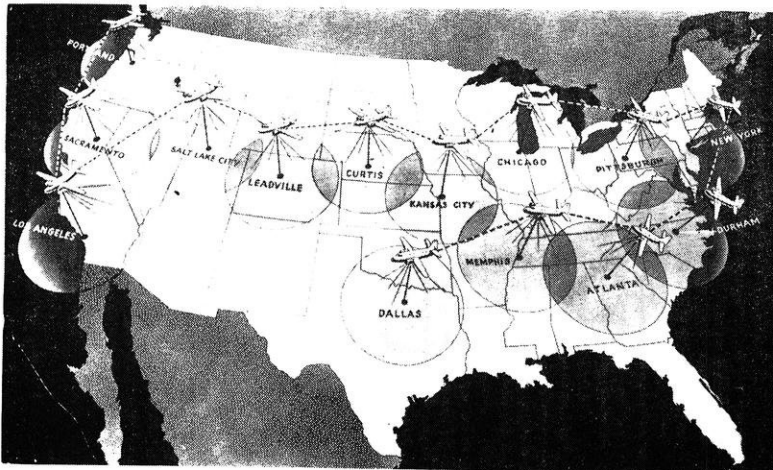 PORTLAND
SACRAMENTO
SALT LAKE CITY
LEADVILLE
CURTIS
KANSAS CITY
CHICAGO
PITTSBURGH
NEW YORK
LOS ANGELES
DURHAM
MEMPHIS
ATLANTA
DALLAS